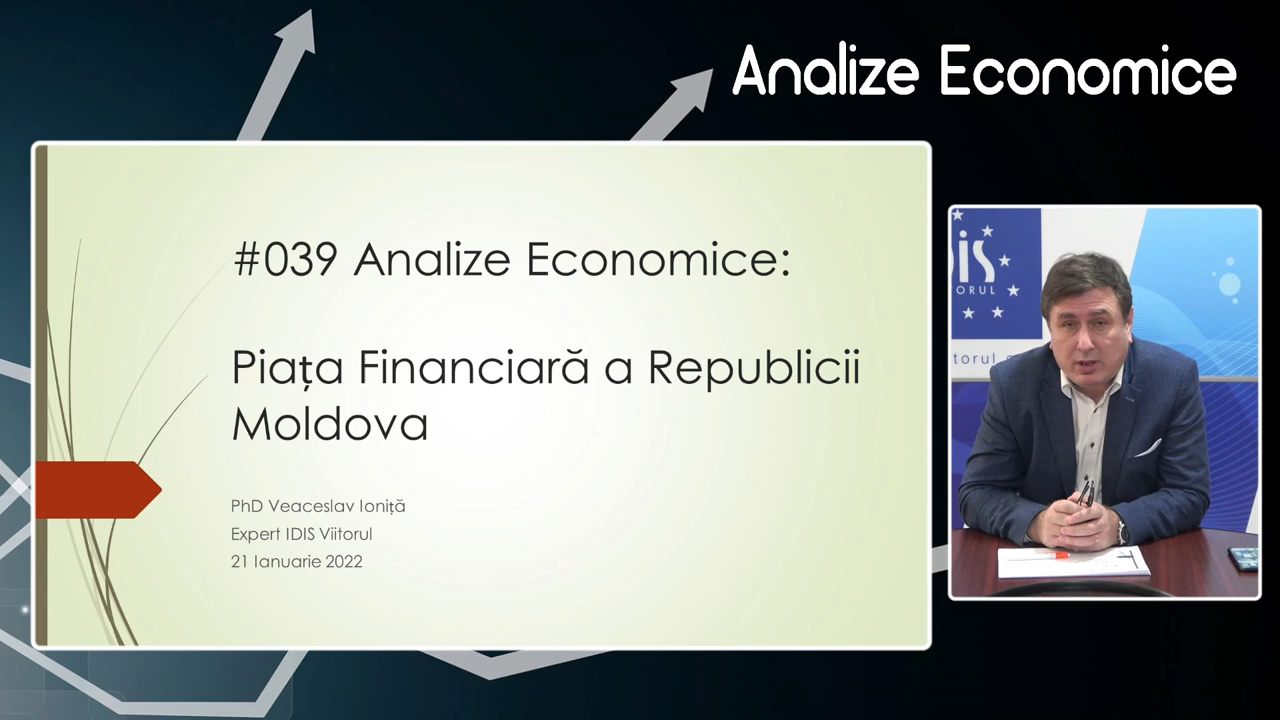 Analize Economice
#039 Analize Economice:
Piața Financiară a Republicii
Moldova
PhD Veaceslav Ioniță
Expert IDIS Viitorul
21 Ianuarie 2022